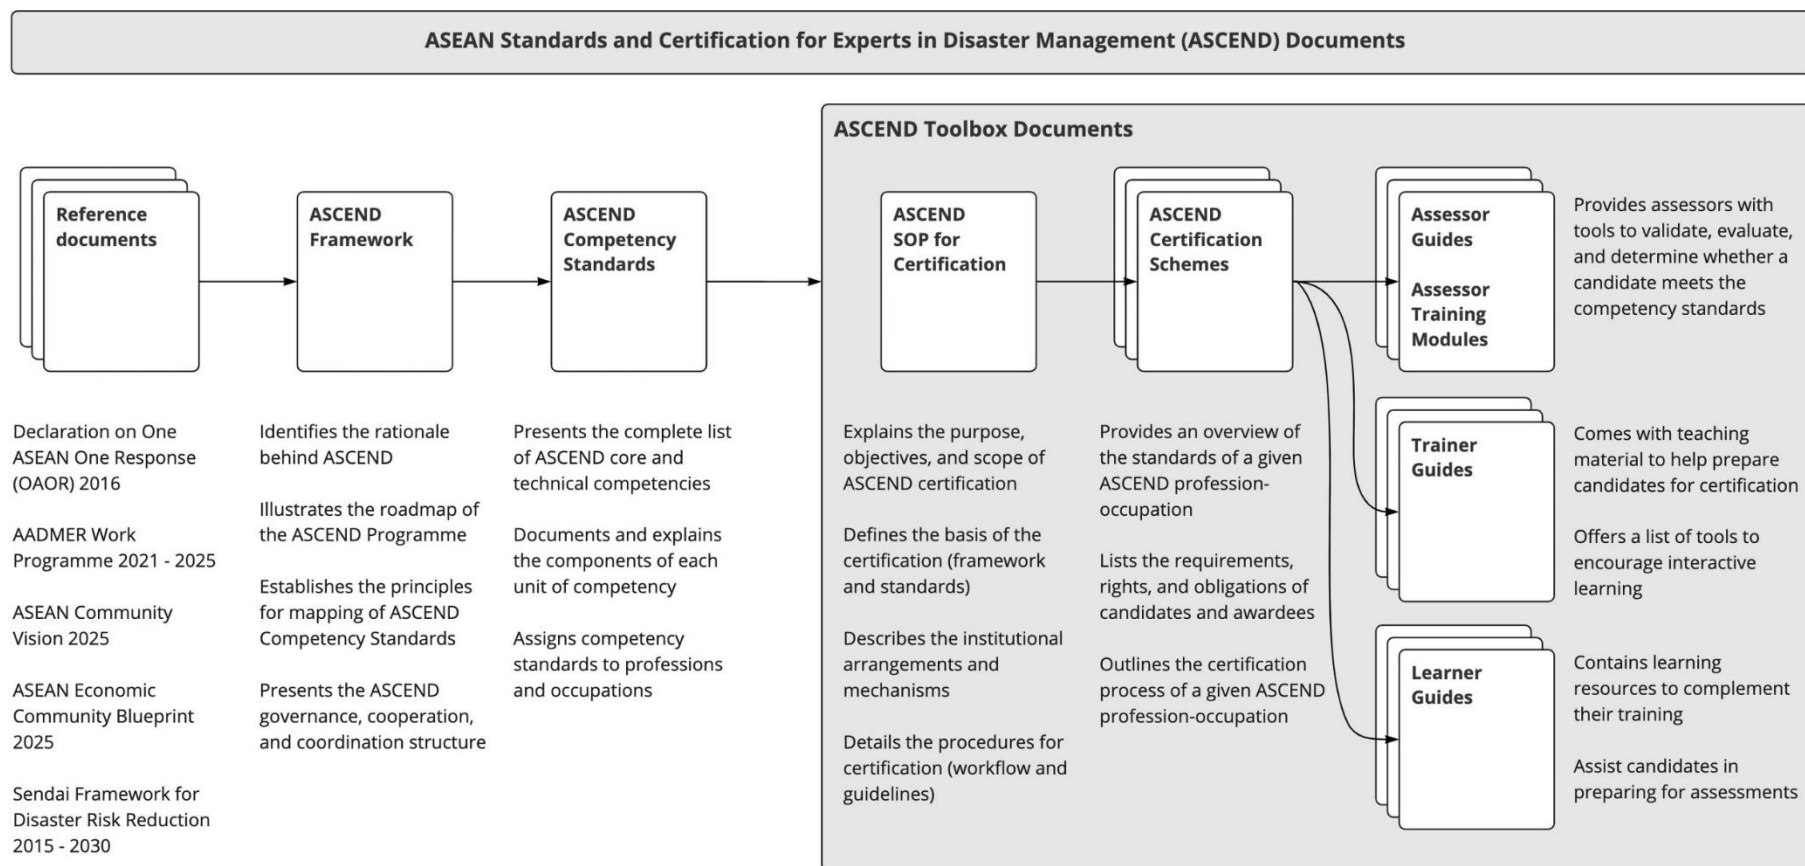 ASEAN Standards and Certification for Experts in Disaster Management (ASCEND) Documents
ASCEND Toolbox Documents
Reference
documents
ASCEND
Framework
ASCEND
Competency
Standards
ASCEND
SOP for
Certification
ASCEND
Certification
Schemes
Assessor
Guides
Assessor
Training
Modules
Provides assessors with
tools to validate, evaluate,
and determine whether a
candidate meets the
competency standards
Declaration on One
ASEAN One Response
(OAOR) 2016
AADMER Work
Programme 2021 - 2025
ASEAN Community
Vision 2025
ASEAN Economic
Community Blueprint
2025
Sendai Framework for
Disaster Risk Reduction
2015 - 2030
Identifies the rationale
behind ASCEND
Illustrates the roadmap of
the ASCEND Programme
Establishes the principles
for mapping of ASCEND
Competency Standards
Presents the ASCEND
governance, cooperation,
and coordination structure
Presents the complete list
of ASCEND core and
technical competencies
Documents and explains
the components of each
unit of competency
Assigns competency
standards to professions
and occupations
Explains the purpose,
objectives, and scope of
ASCEND certification
Defines the basis of the
certification (framework
and standards)
Describes the institutional
arrangements and
mechanisms
Details the procedures for
certification (workflow and
guidelines)
Provides an overview of
the standards of a given
ASCEND profession-
occupation
Lists the requirements,
rights, and obligations of
candidates and awardees
Outlines the certification
process of a given ASCEND
profession-occupation
Trainer
Guides
Comes with teaching
material to help prepare
candidates for certification
Offers a list of tools to
encourage interactive
learning
Learner
Guides
Contains learning
resources to complement
their training
Assist candidates in
preparing for assessments